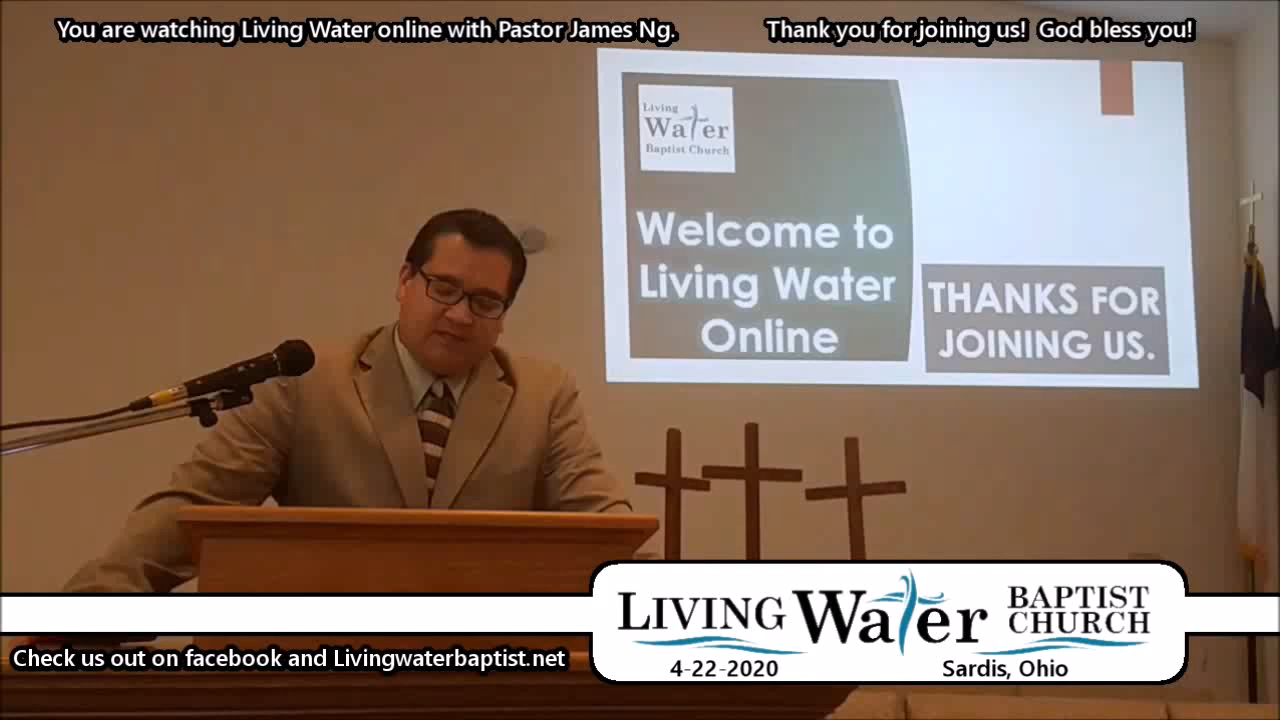 You are watching Living Water online with Pastor James Ng. Thank you for joining us! God bless you!
Living
Water
Baptist Church
Welcome to
Living Water
Online
THANKS FOR
JOINING US.
LIVING Water BAPTIST
CHURCH
4-22-2020 Sardis, Ohio
Check us out on facebook and Livingwaterbaptist.net